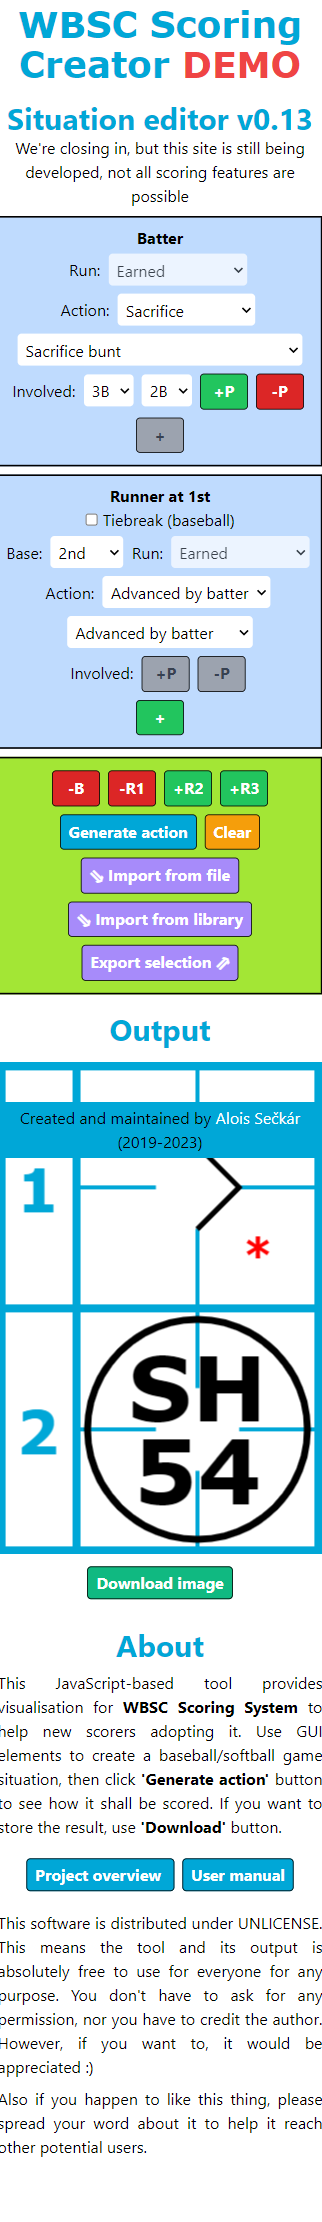 WBSC Scoring
Creator DEMO
Situation editor v0.13
We're closing in, but this site is still being
developed, not all scoring features are
possible
Batter
Run: Earned
Action: Sacrifice
Sacrifice bunt
Involved: 3B 2B +P -P
+
Runner at 1st
Tiebreak (baseball)
Base: 2nd Run: Earned
Action: Advanced by batter
Advanced by batter
Involved: +P -P
+
-B -R1 +R2 +R3
Generate action Clear
⇘ Import from file
⇘ Import from library
Export selection ⇗
Output
Created and maintained by Alois Sečkár
(2019-2023)
1
*
2
SH
54
Download image
About
This JavaScript-based tool provides
visualisation for WBSC Scoring System to
help new scorers adopting it. Use GUI
elements to create a baseball/softball game
situation, then click 'Generate action' button
to see how it shall be scored. If you want to
store the result, use 'Download' button.
Project overview User manual
This software is distributed under UNLICENSE.
This means the tool and its output is
absolutely free to use for everyone for any
purpose. You don't have to ask for any
permission, nor you have to credit the author.
However, if you want to, it would be
appreciated :)
Also if you happen to like this thing, please
spread your word about it to help it reach
other potential users.